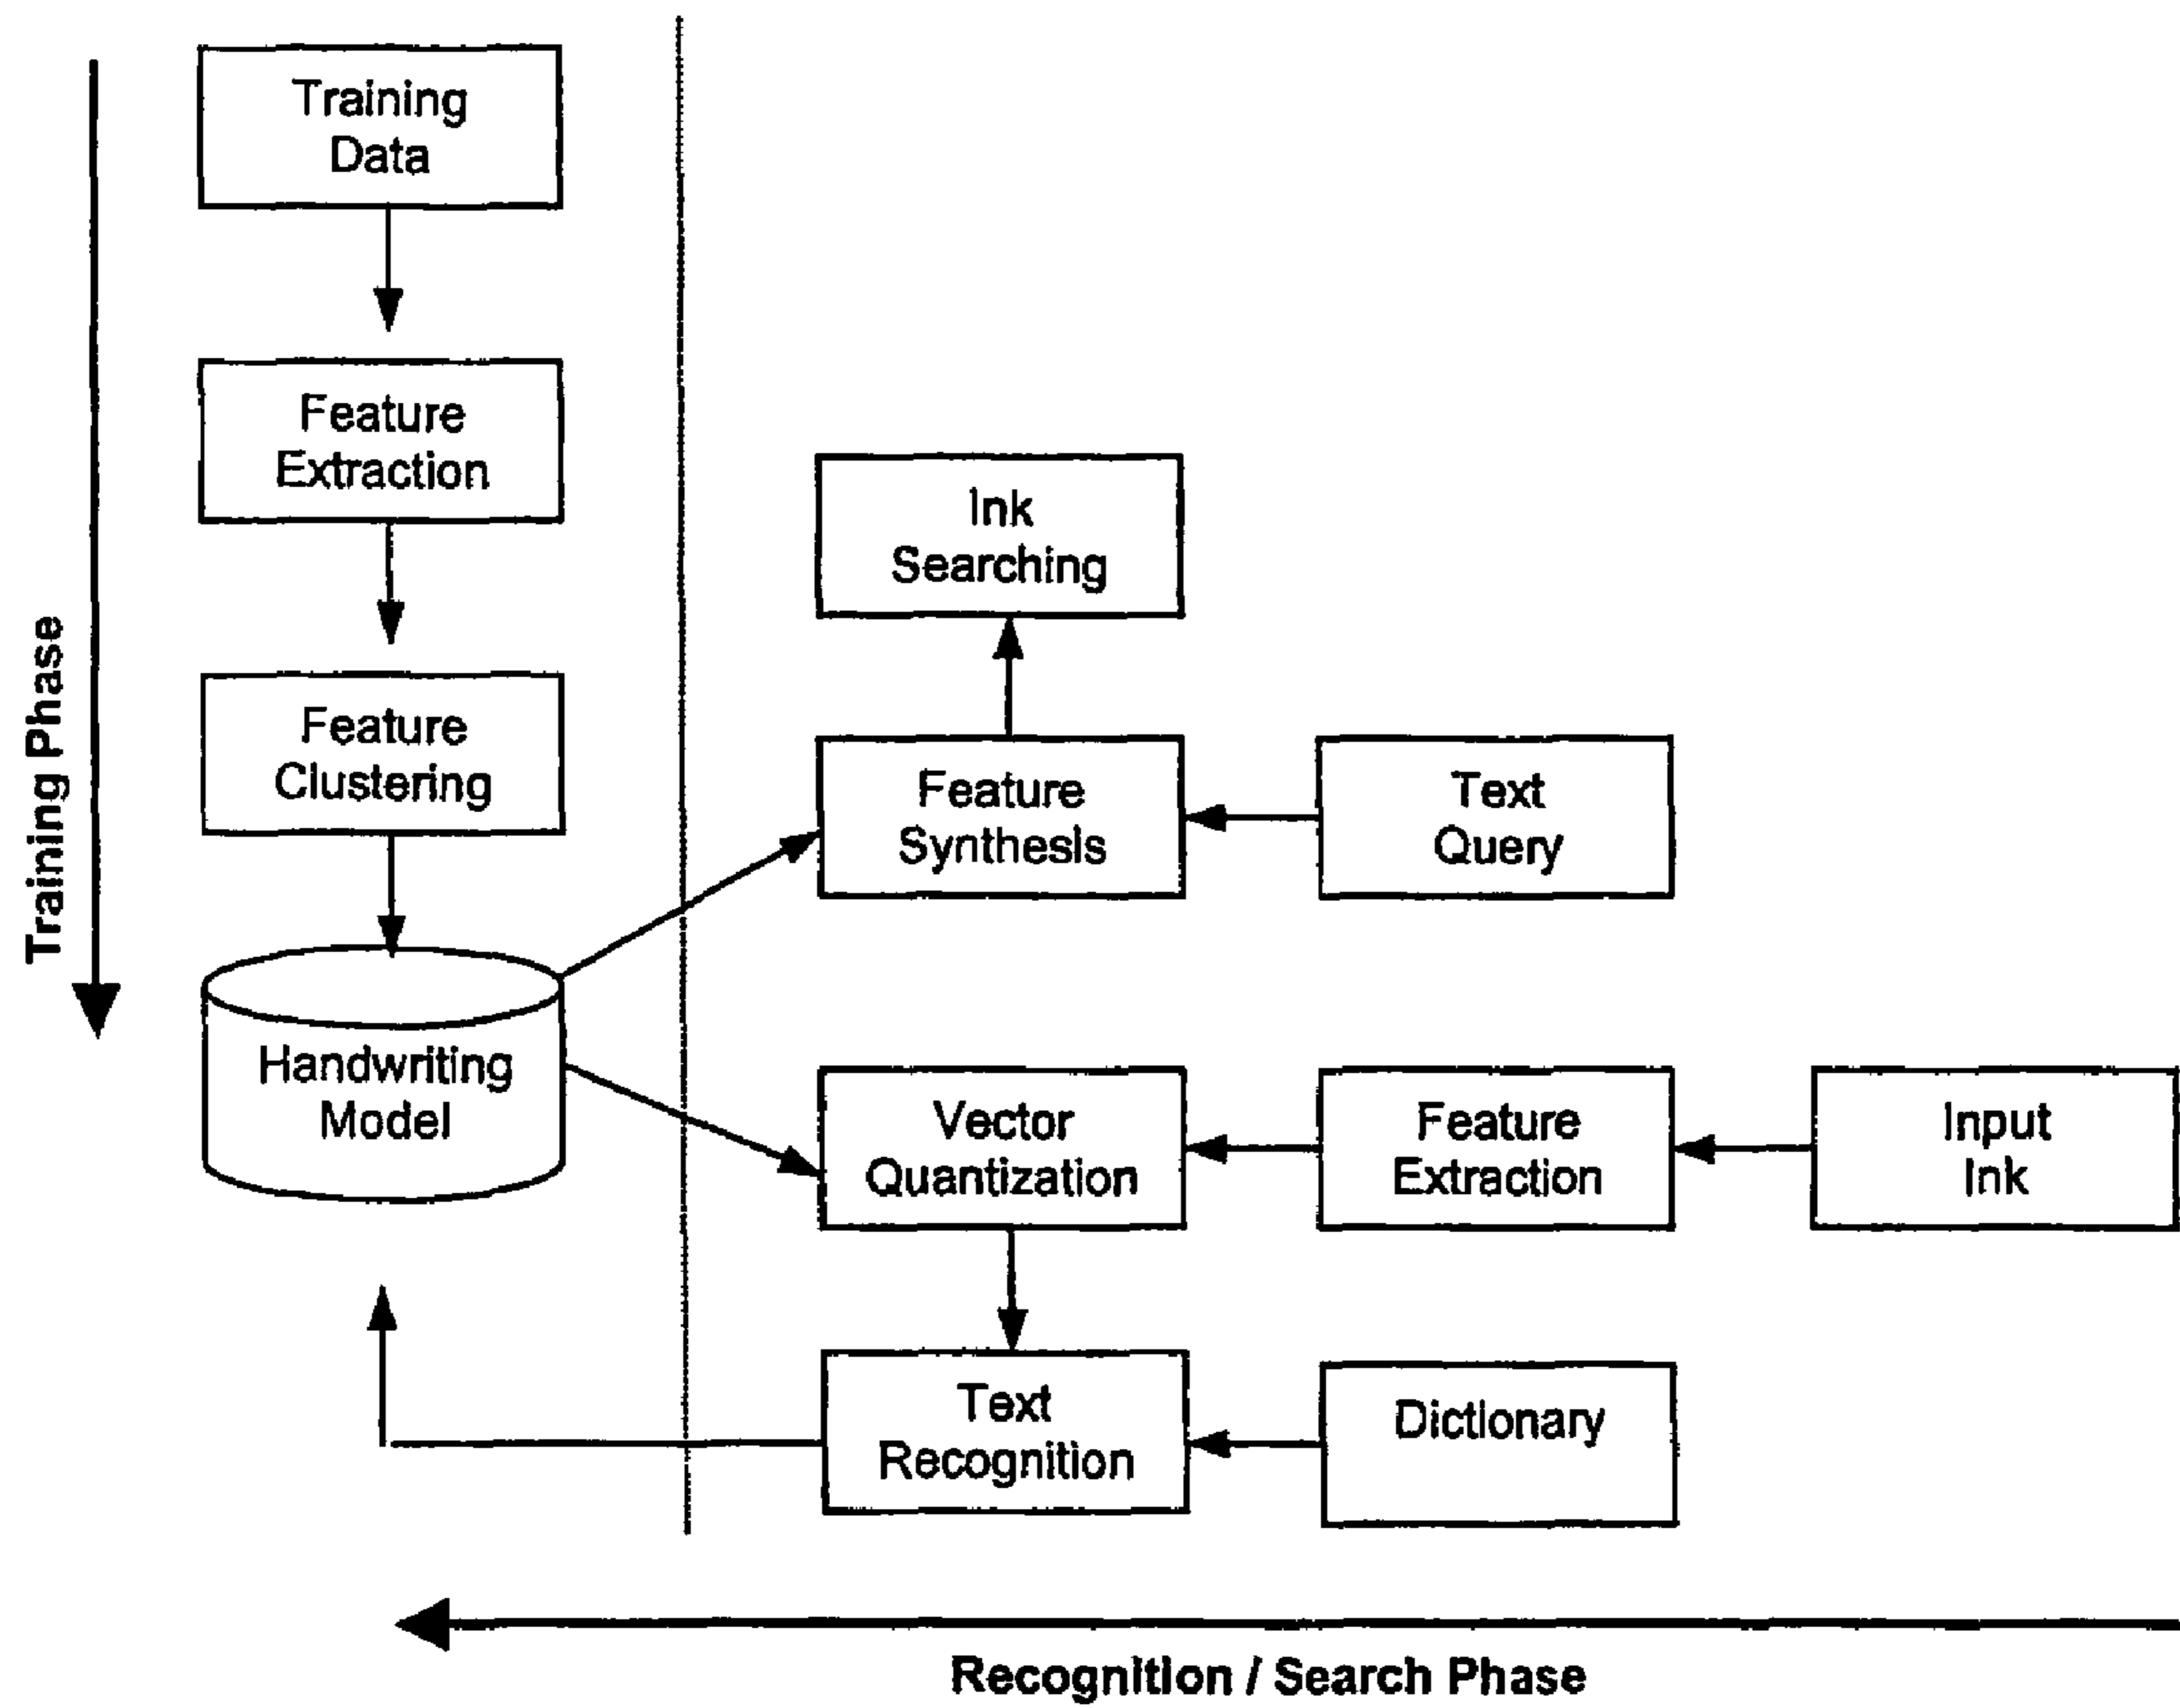 Training
Data
Feature
Extraction
Feature
Clustering
Handwriting
Model
Training Phase
Ink
Searching
Feature
Synthesis
Text
Query
Vector
Quantization
Feature
Extraction
Input
Ink
Text
Recognition
Dictionary
Recognition / Search Phase